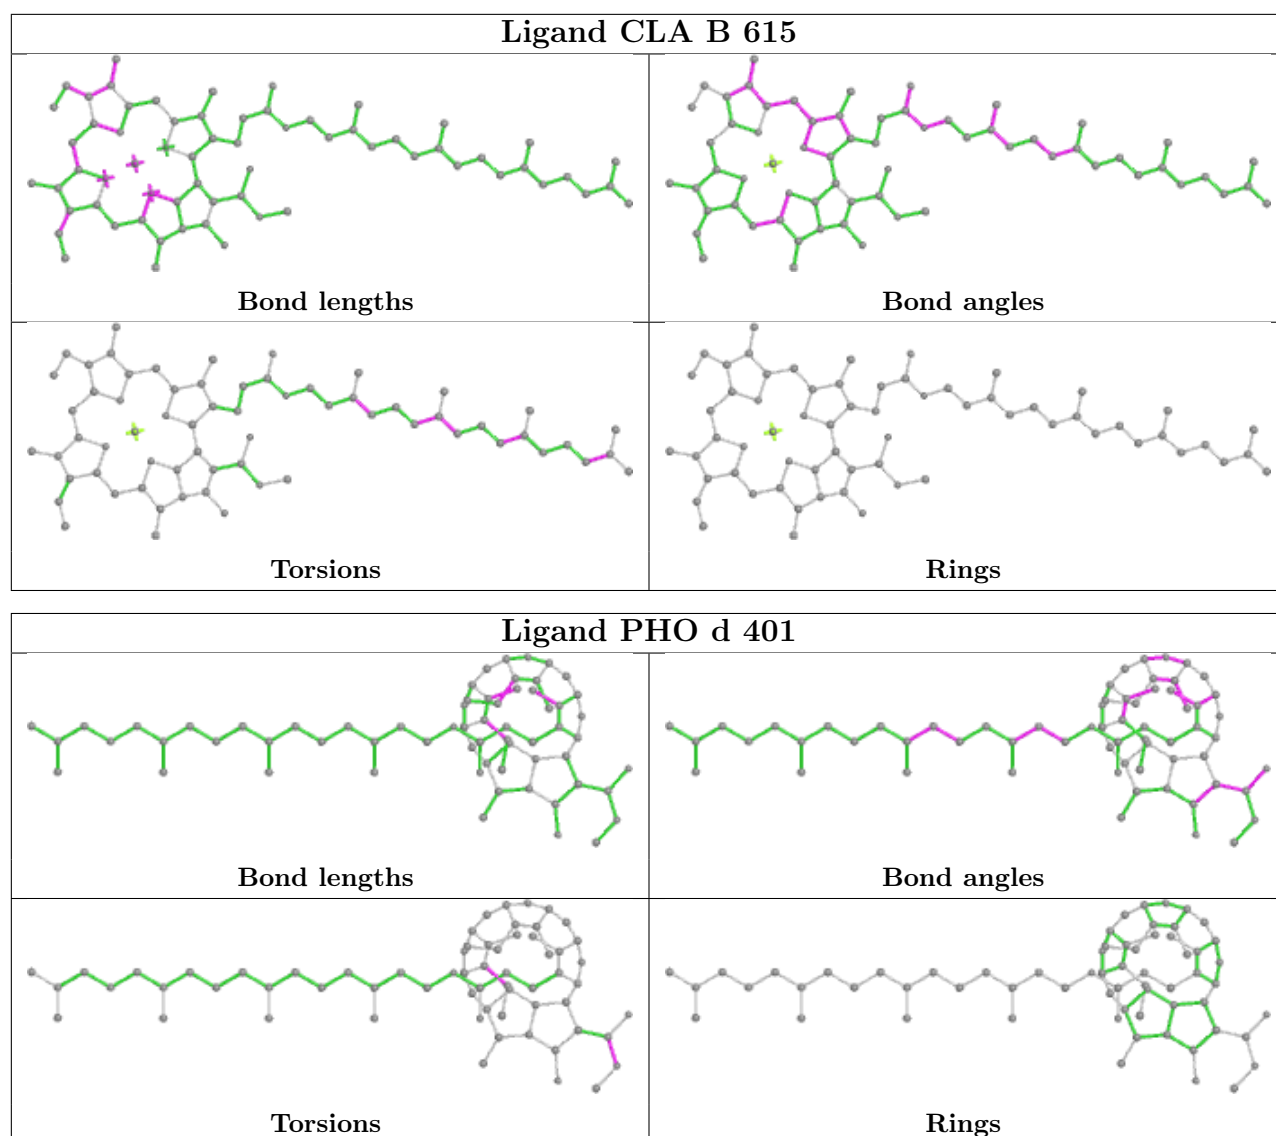 Ligand CLA B 615
Bond lengths
Bond angles
Torsions
Rings
Ligand PHO d 401
Bond lengths
Bond angles
Torsions
Rings